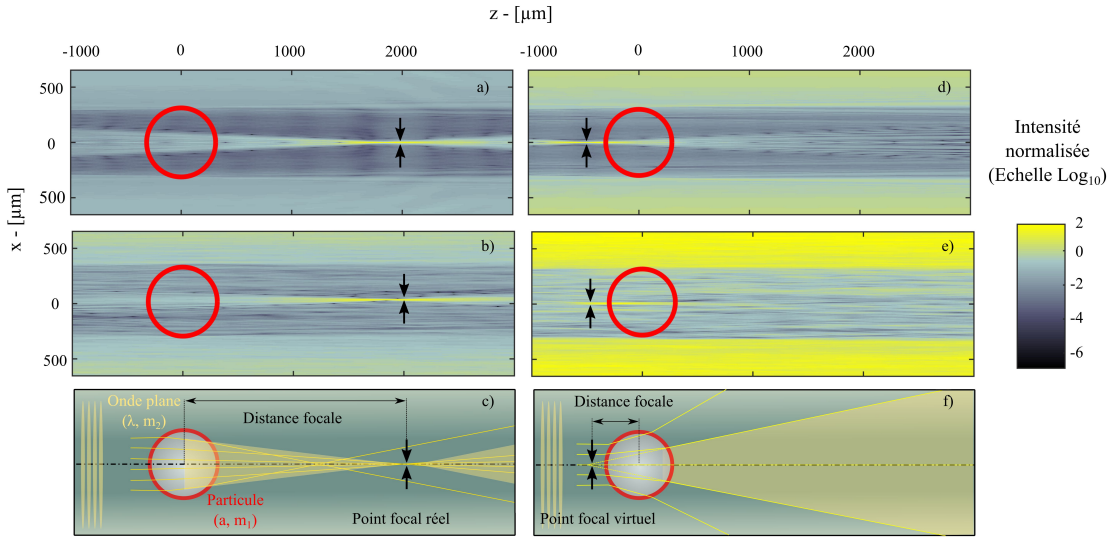 z - [µm]
-1000 0 1000 2000 -1000 0 1000 2000
500 a) d)
0
500
x - [µm]
500 b) e)
0
500
Intensité
normalisée
(Echelle Log10)
2
0
-2
-4
-6
Onde plane
(λ, m2)
Distance focale
c)
Particule
(a, m1)
Point focal réel
Distance focale
f)
Point focal virtuel